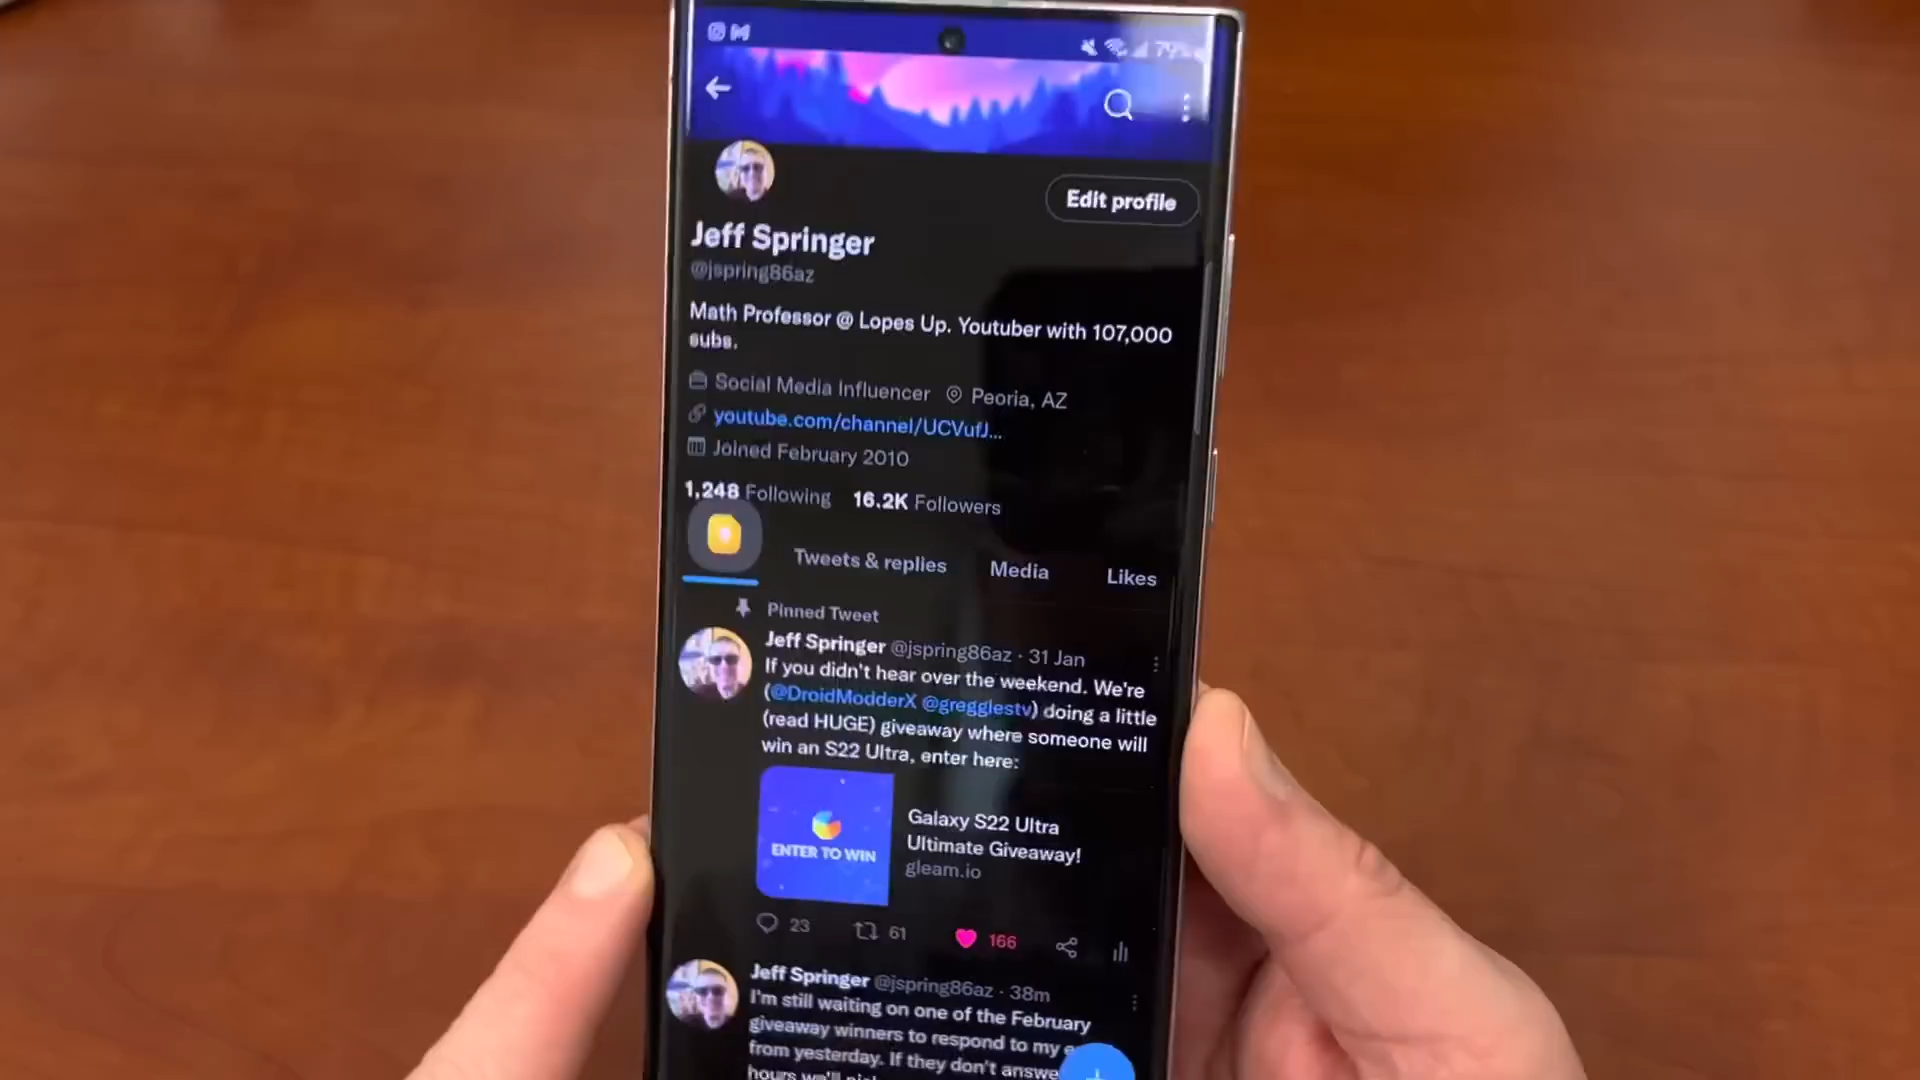 79%
Edit profile
Jeff Springer
@jspring86az
Math Professor @ Lopes Up. Youtuber with 107,000
subs.
Social Media Influencer Peoria, AZ
youtube.com/channel/UCVufJ...
Joined February 2010
1,248 Following 16.2K Followers
Tweets & replies Media Likes
Pinned Tweet
Jeff Springer @jspring86az · 31 Jan
If you didn't hear over the weekend. We're
(@DroidModderX @gregglestv) doing a little
(read HUGE) giveaway where someone will
win an S22 Ultra, enter here:
ENTER TO WIN
Galaxy S22 Ultra
Ultimate Giveaway!
gleam.io
23 61 166
Jeff Springer @jspring86az · 38m
I'm still waiting on one of the February
giveaway winners to respond to my
from yesterday. If they don't answe
hours we'll